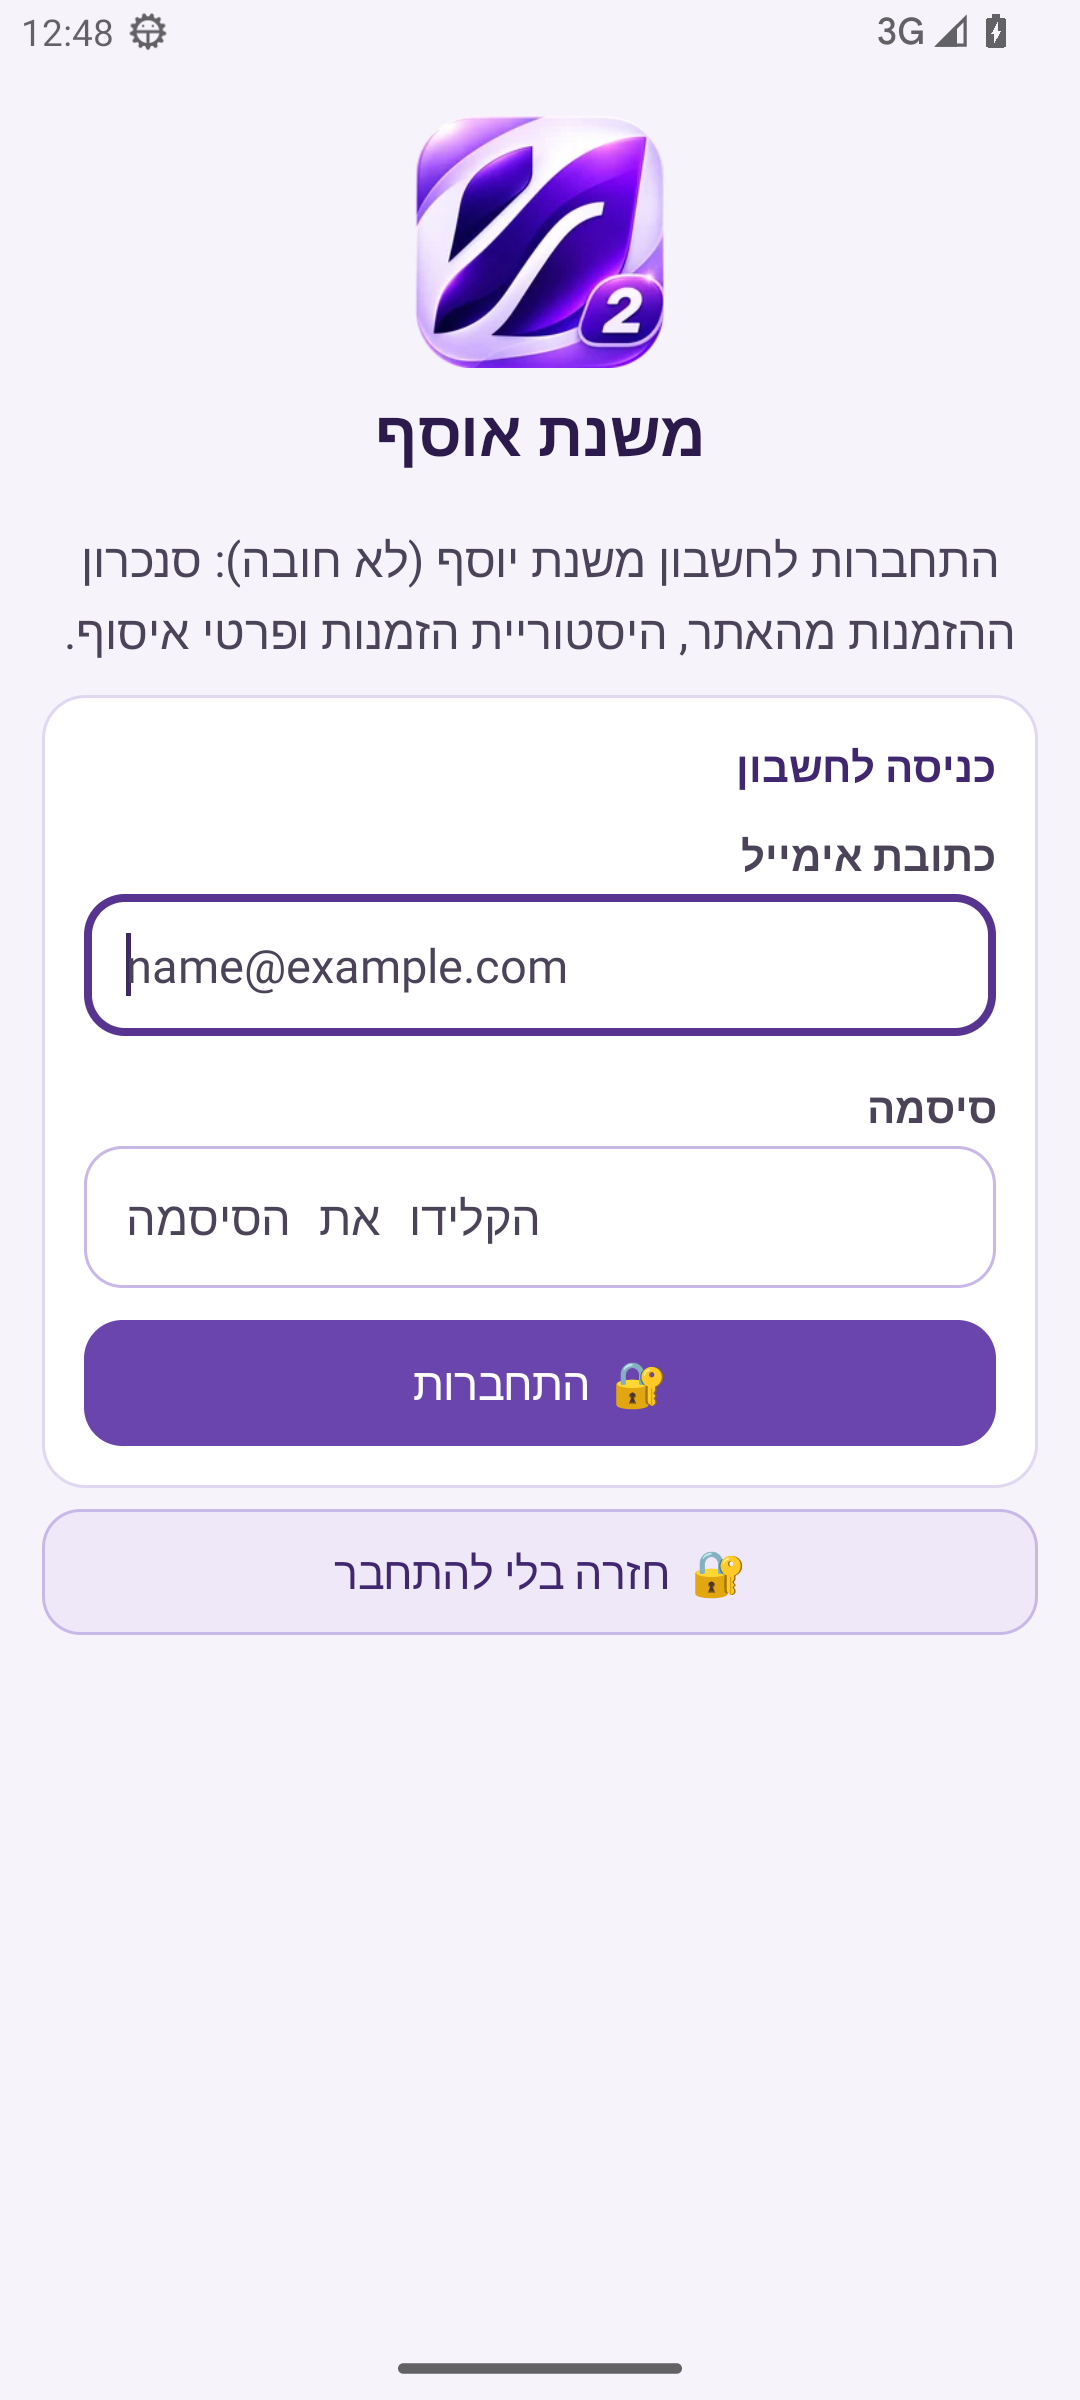 12:48
3G
2
משנת אוסף
התחברות לחשבון משנת יוסף (לא חובה): סנכרון
ההזמנות מהאתר, היסטוריית הזמנות ופרטי איסוף.
כניסה לחשבון
כתובת אימייל
name@example.com
סיסמה
הקלידו את הסיסמה
🔐 התחברות
🔐 חזרה בלי להתחבר